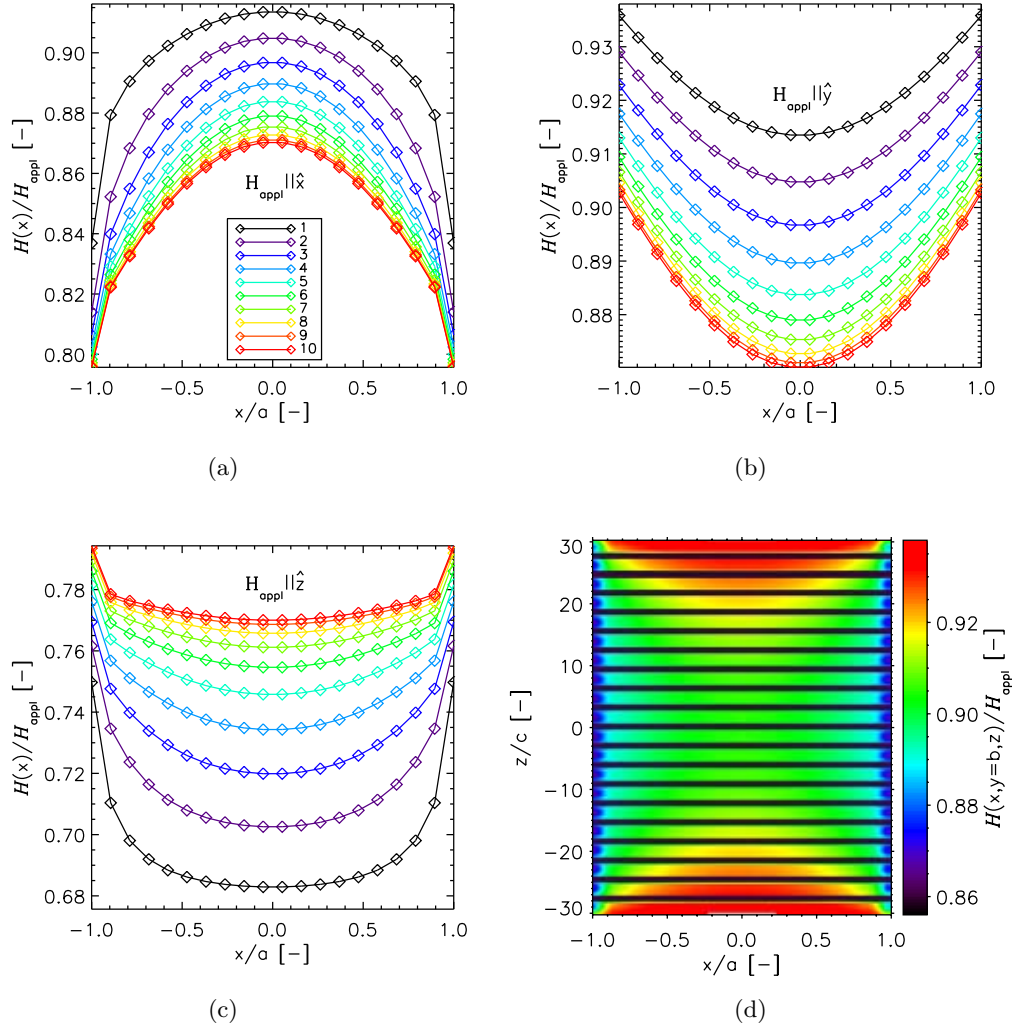 0.90
0.88
0.86
0.84
0.82
0.80
H(x)/H_appl [−]
H_appl||x̂
1
2
3
4
5
6
7
8
9
10
−1.0 −0.5 0.0 0.5 1.0
x/a [−]
(a)
0.93
0.92
0.91
0.90
0.89
0.88
H(x)/H_appl [−]
H_appl||ŷ
−1.0 −0.5 0.0 0.5 1.0
x/a [−]
(b)
0.78
0.76
0.74
0.72
0.70
0.68
H(x)/H_appl [−]
H_appl||ẑ
−1.0 −0.5 0.0 0.5 1.0
x/a [−]
(c)
30
20
10
0
−10
−20
−30
z/c [−]
−1.0 −0.5 0.0 0.5 1.0
x/a [−]
0.92
0.90
0.88
0.86
H(x,y=b,z)/H_appl [−]
(d)